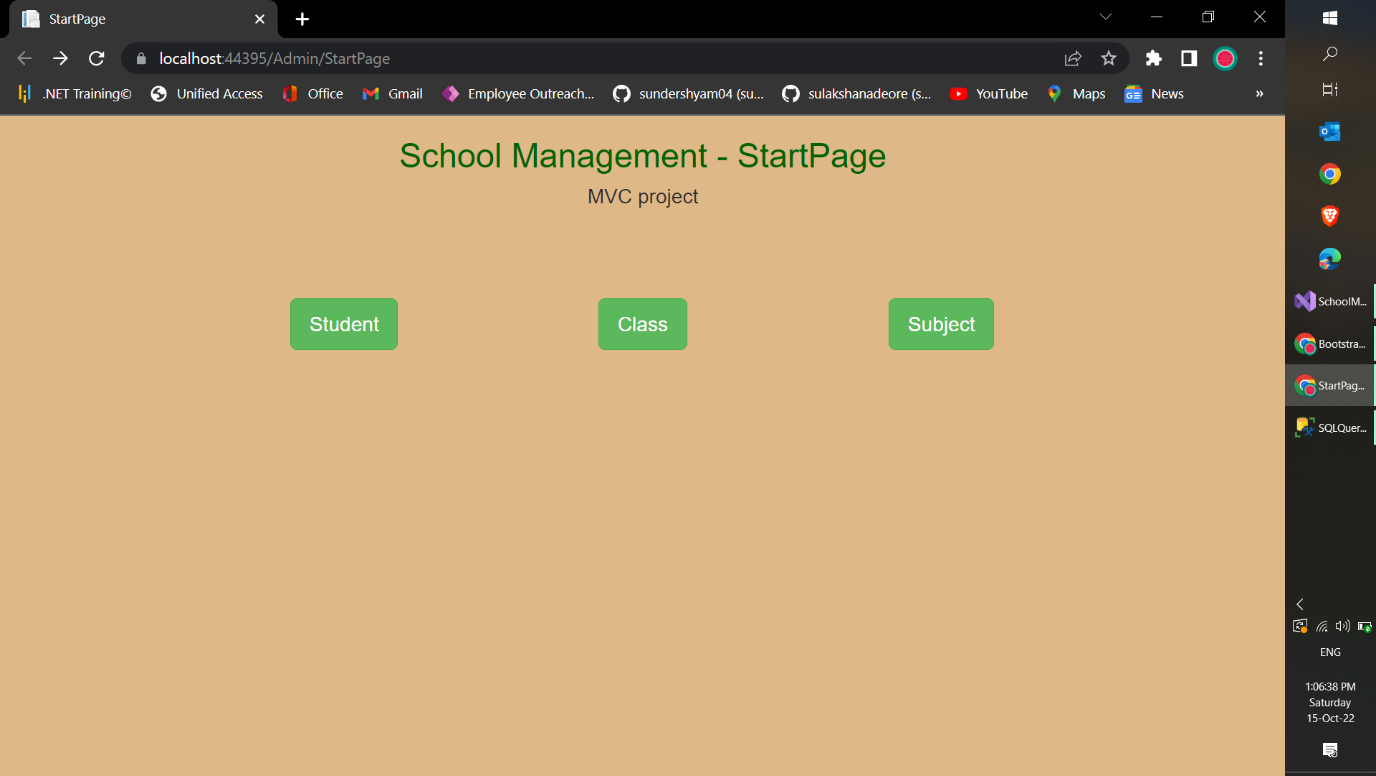 StartPage
localhost:44395/Admin/StartPage
.NET Training© Unified Access Office Gmail Employee Outreach... sundershyam04 (su... sulakshanadeore (s... YouTube Maps News »
School Management - StartPage
MVC project
Student Class Subject
SchoolM...
Bootstra...
StartPag...
SQLQuer...
ENG
1:06:38 PM
Saturday
15-Oct-22